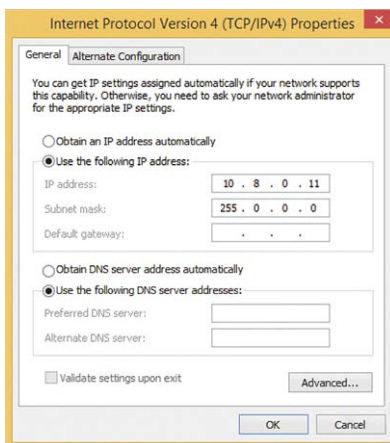 Internet Protocol Version 4 (TCP/IPv4) Properties
General Alternate Configuration
You can get IP settings assigned automatically if your network supports
this capability. Otherwise, you need to ask your network administrator
for the appropriate IP settings.
Obtain an IP address automatically
Use the following IP address:
IP address: 10 . 8 . 0 . 11
Subnet mask: 255 . 0 . 0 . 0
Default gateway: . . .
Obtain DNS server address automatically
Use the following DNS server addresses:
Preferred DNS server:
Alternate DNS server:
Validate settings upon exit
Advanced...
OK Cancel